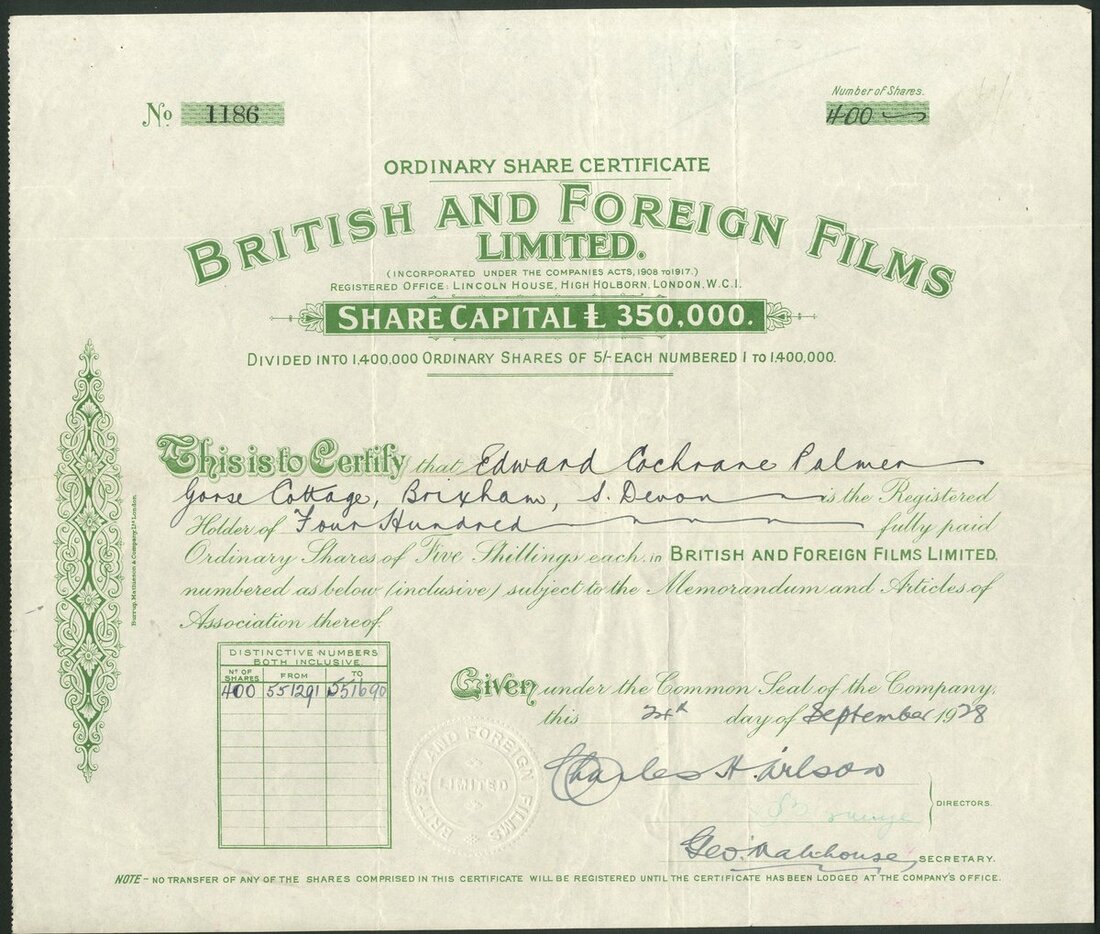 No 1186
Number of Shares.
400
ORDINARY SHARE CERTIFICATE
BRITISH AND FOREIGN FILMS
LIMITED.
(INCORPORATED UNDER THE COMPANIES ACTS, 1908 TO 1917.)
REGISTERED OFFICE: LINCOLN HOUSE, HIGH HOLBORN, LONDON, W.C.1.
SHARE CAPITAL £ 350,000.
DIVIDED INTO 1,400,000 ORDINARY SHARES OF 5/- EACH NUMBERED 1 TO 1,400,000.
This is to Certify that Edward Cochrane Palmer
Gorse Cottage, Brixham, S. Devon is the Registered
Holder of Four Hundred fully paid
Ordinary Shares of Five Shillings each in BRITISH AND FOREIGN FILMS LIMITED,
numbered as below (inclusive) subject to the Memorandum and Articles of
Association thereof.
DISTINCTIVE NUMBERS
BOTH INCLUSIVE.
No OF SHARES FROM TO
400 551291 551690
Given under the Common Seal of the Company,
this day of September 1928
BRITISH AND FOREIGN FILMS
LIMITED
Charles H. Wilson
DIRECTORS.
Geo. SECRETARY.
NOTE – NO TRANSFER OF ANY OF THE SHARES COMPRISED IN THIS CERTIFICATE WILL BE REGISTERED UNTIL THE CERTIFICATE HAS BEEN LODGED AT THE COMPANY'S OFFICE.
Burrup, Mathieson & Company, Ltd London.